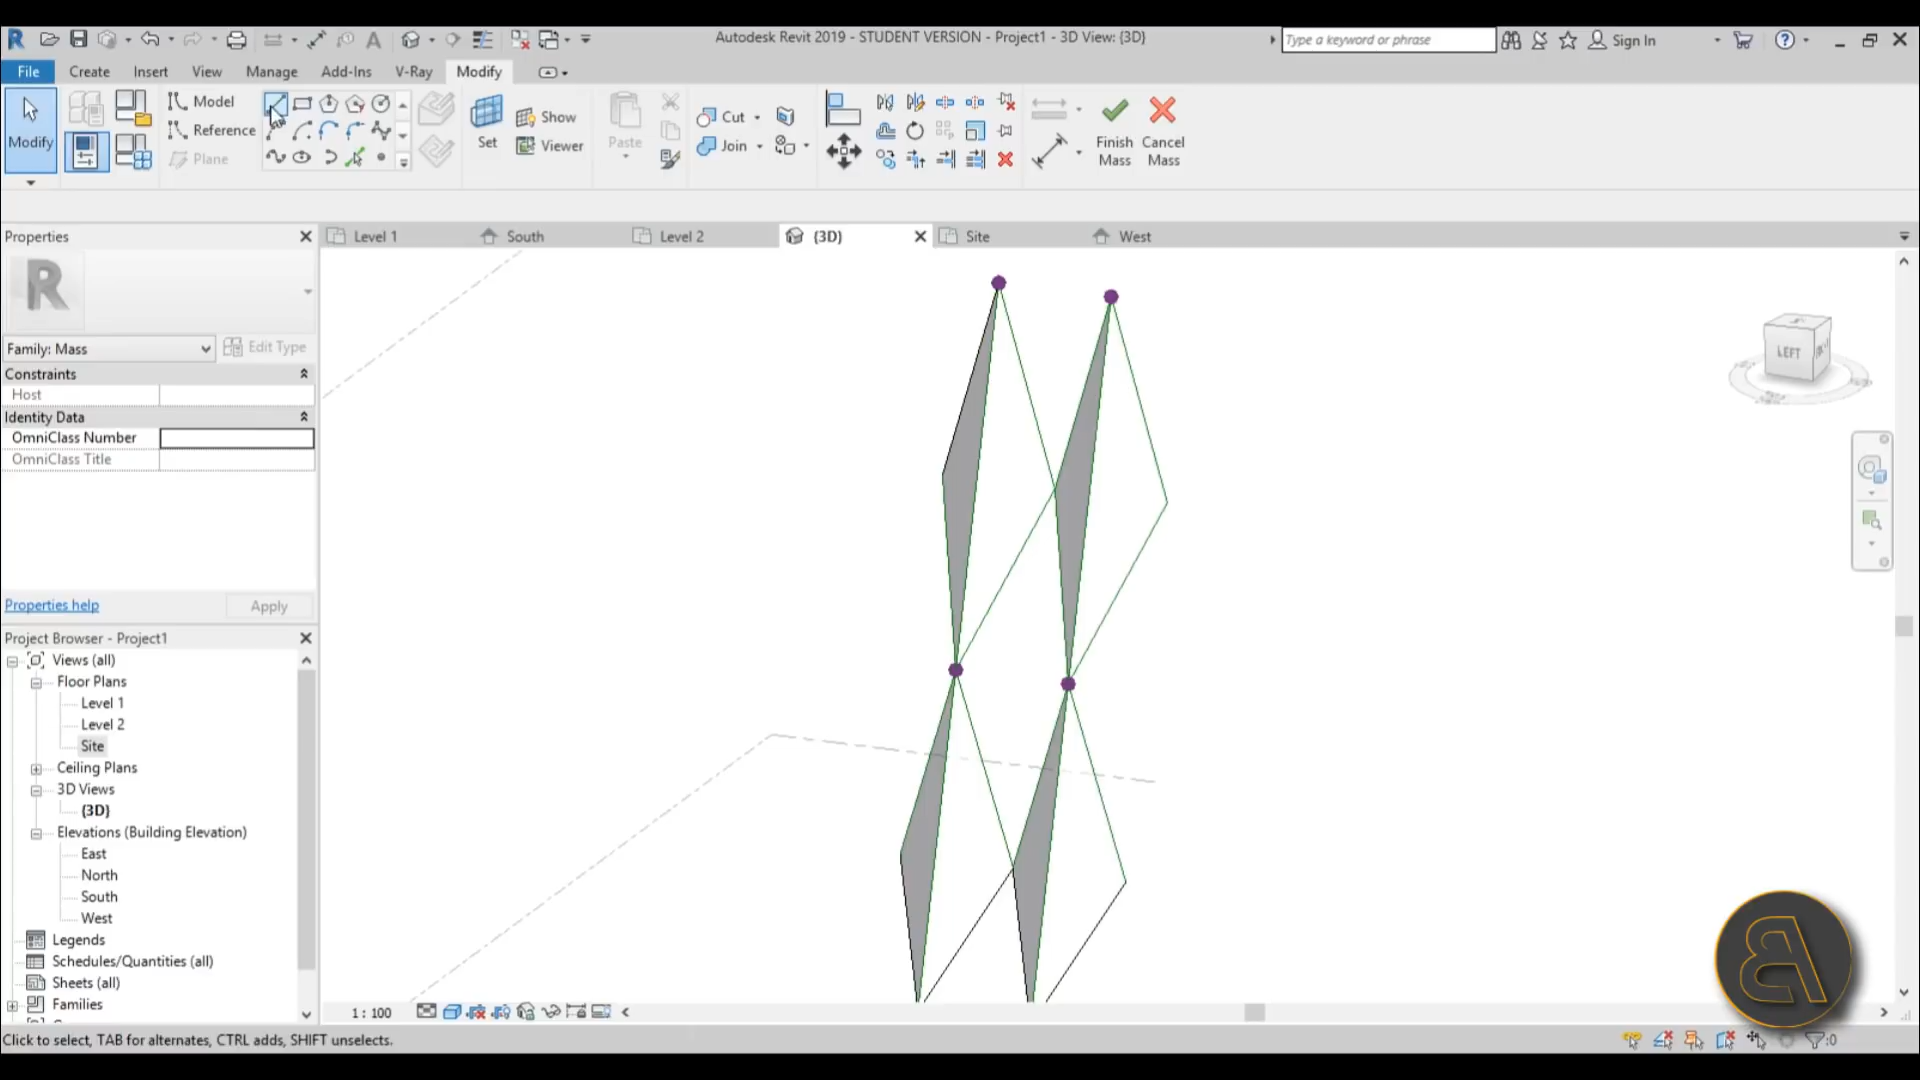 Autodesk Revit 2019 - STUDENT VERSION - Project1 - 3D View: {3D}
Type a keyword or phrase
Sign In
File Create Insert View Manage Add-Ins V-Ray Modify
Modify
Model
Reference
Plane
Set
Show
Viewer
Paste
Cut
Join
Finish Mass
Cancel Mass
Properties
Level 1
South
Level 2
{3D}
Site
West
R
Family: Mass
Edit Type
Constraints
Host
Identity Data
OmniClass Number
OmniClass Title
Properties help
Apply
LEFT
Project Browser - Project1
Views (all)
Floor Plans
Level 1
Level 2
Site
Ceiling Plans
3D Views
{3D}
Elevations (Building Elevation)
East
North
South
West
Legends
Schedules/Quantities (all)
Sheets (all)
Families
1 : 100
Click to select, TAB for alternates, CTRL adds, SHIFT unselects.
:0